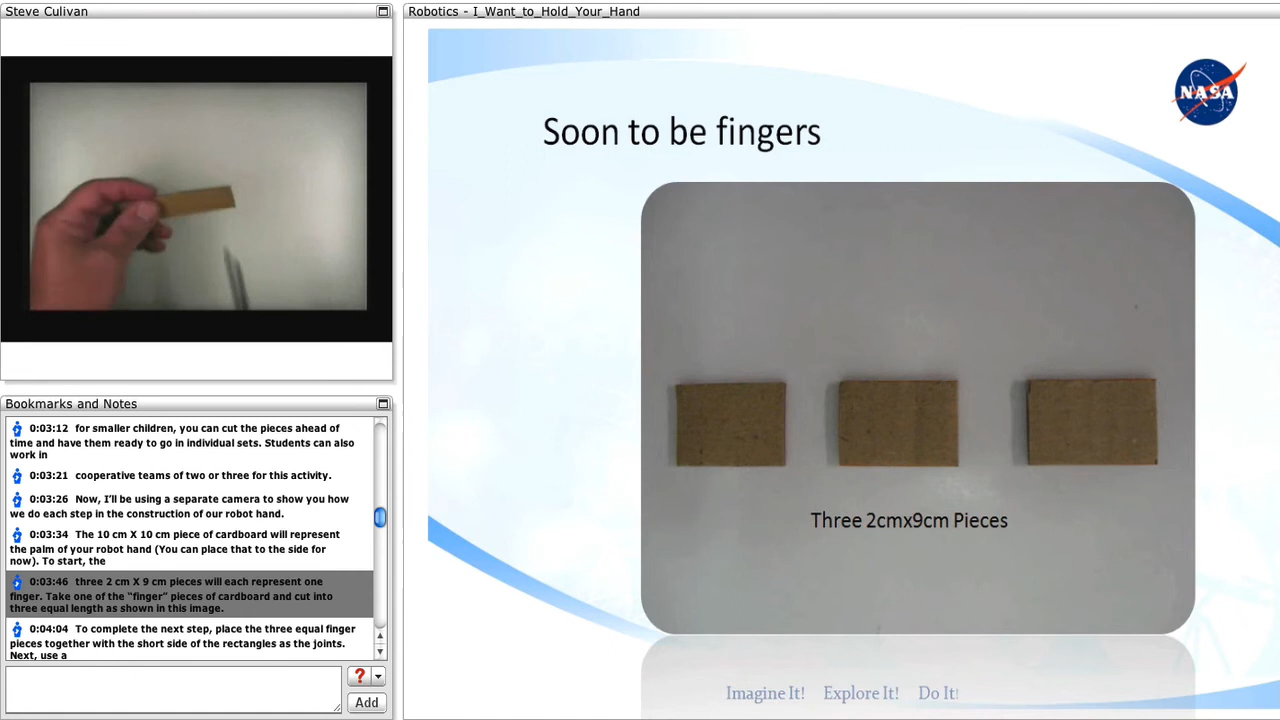 Steve Culivan
Robotics - I_Want_to_Hold_Your_Hand
NASA
Soon to be fingers
Three 2cmx9cm Pieces
Imagine It! Explore It! Do It!
Bookmarks and Notes
0:03:12 for smaller children, you can cut the pieces ahead of
time and have them ready to go in individual sets. Students can also
work in
0:03:21 cooperative teams of two or three for this activity.
0:03:26 Now, I'll be using a separate camera to show you how
we do each step in the construction of our robot hand.
0:03:34 The 10 cm X 10 cm piece of cardboard will represent
the palm of your robot hand (You can place that to the side for
now). To start, the
0:03:46 three 2 cm X 9 cm pieces will each represent one
finger. Take one of the “finger” pieces of cardboard and cut into
three equal length as shown in this image.
0:04:04 To complete the next step, place the three equal finger
pieces together with the short side of the rectangles as the joints.
Next, use a
?
Add